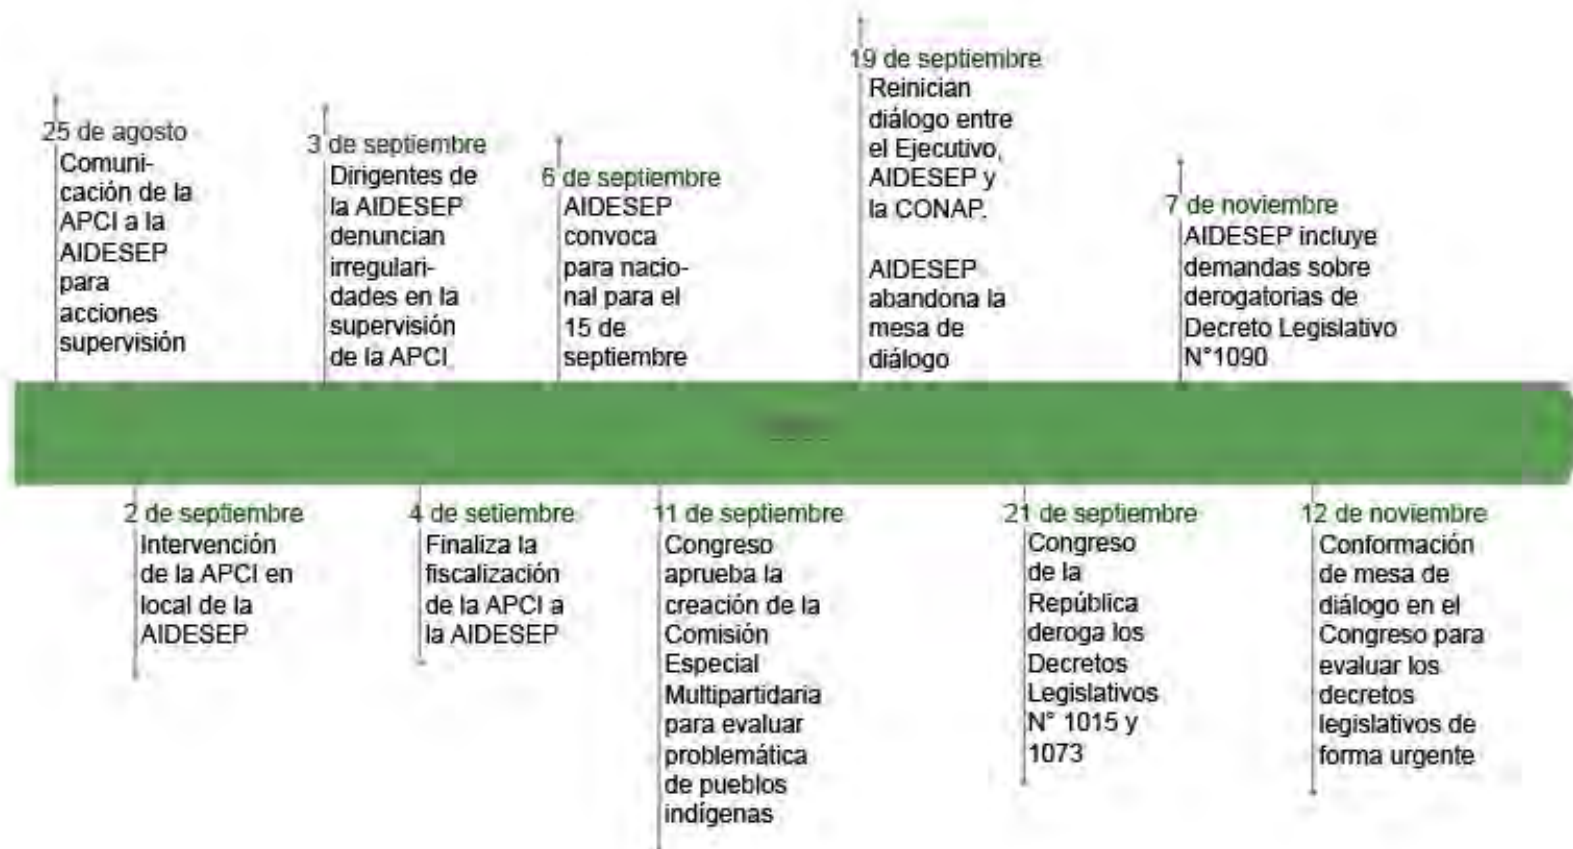 25 de agosto
Comuni-
cación de la
APCI a la
AIDESEP
para
acciones
supervisión
3 de septiembre
Dirigentes de
la AIDESEP
denuncian
irregulari-
dades en la
supervisión
de la APCI
6 de septiembre
AIDESEP
convoca
para nacio-
nal para el
15 de
septiembre
19 de septiembre
Reinician
diálogo entre
el Ejecutivo,
AIDESEP y
la CONAP.
AIDESEP
abandona la
mesa de
diálogo
7 de noviembre
AIDESEP incluye
demandas sobre
derogatorias de
Decreto Legislativo
N°1090
2 de septiembre
Intervención
de la APCI en
local de la
AIDESEP
4 de setiembre
Finaliza la
fiscalización
de la APCI a
la AIDESEP
11 de septiembre
Congreso
aprueba la
creación de la
Comisión
Especial
Multipartidaria
para evaluar
problemática
de pueblos
indígenas
21 de septiembre
Congreso
de la
República
deroga los
Decretos
Legislativos
N° 1015 y
1073
12 de noviembre
Conformación
de mesa de
diálogo en el
Congreso para
evaluar los
decretos
legislativos de
forma urgente